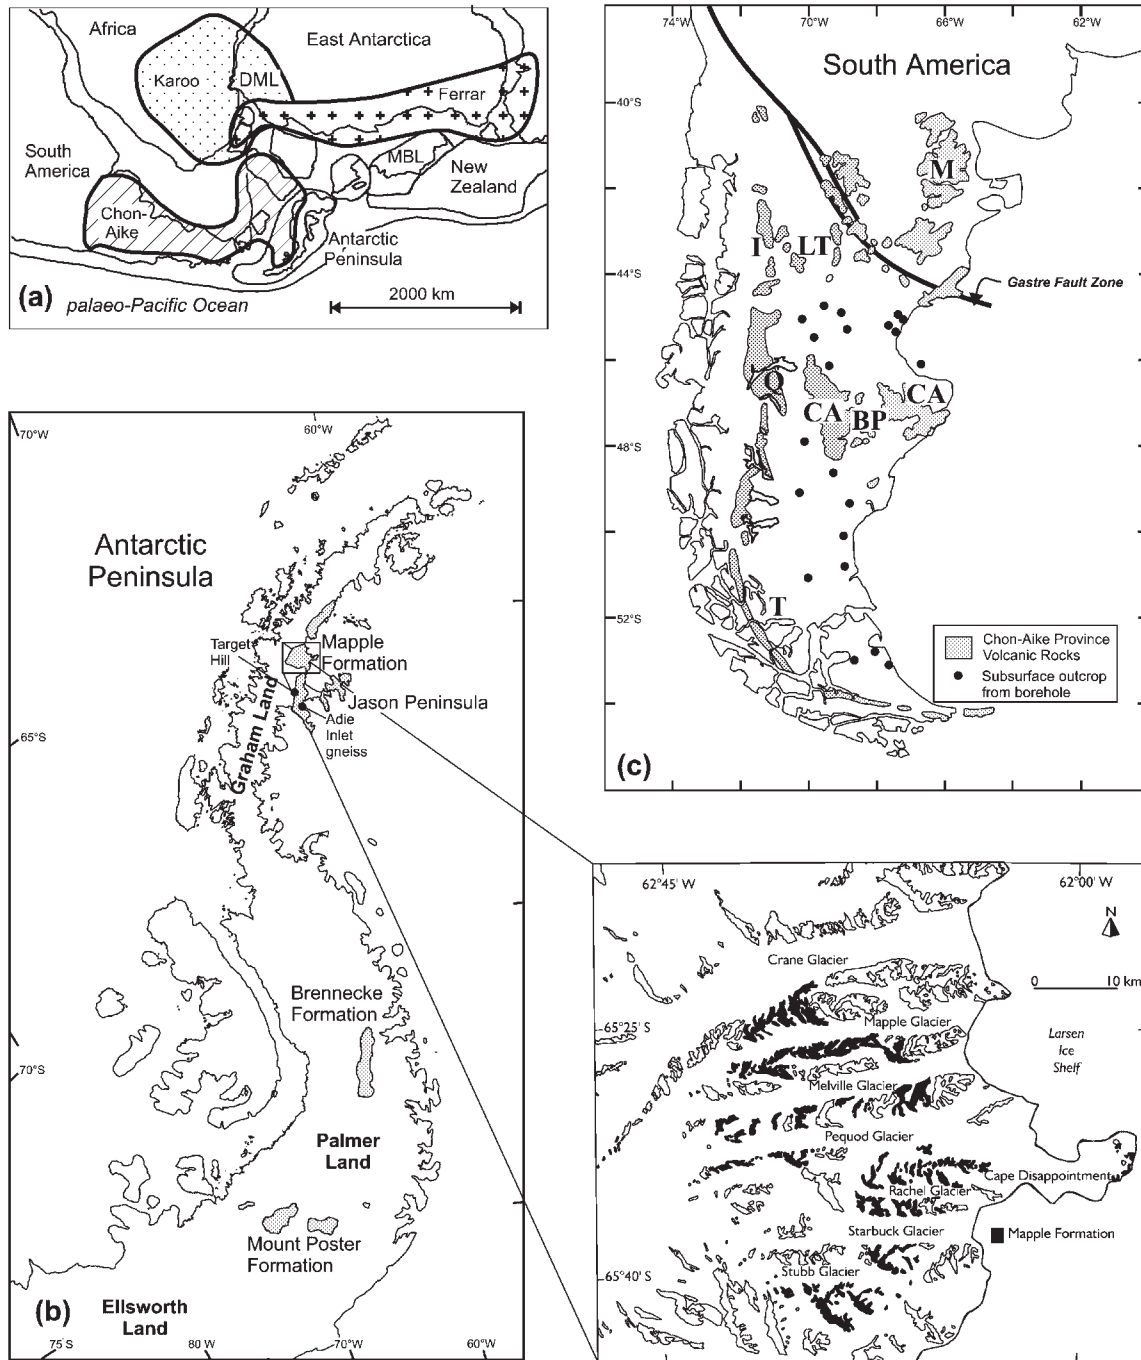 Africa
East Antarctica
Karoo
DML
Ferrar
South
America
MBL
New
Zealand
Chon-
Aike
Antarctic
Peninsula
2000 km
(a)
palaeo-Pacific Ocean
74°W
70°W
66°W
62°W
South America
40°S
M
I
LT
44°S
Gastre Fault Zone
Q
CA
CA
BP
48°S
T
52°S
Chon-Aike Province
Volcanic Rocks
Subsurface outcrop
from borehole
(c)
74°W
70°W
66°W
62°W
70°W
60°W
Antarctic
Peninsula
Target
Hill
Mapple
Formation
Jason Peninsula
Adie
Inlet
gneiss
Graham Land
65°S
Brennecke
Formation
70°S
Palmer
Land
Mount Poster
Formation
(b)
Ellsworth
Land
75°S
80 W
70°W
60°W
62°45' W
62°00' W
N
Crane Glacier
0 10 km
Mapple Glacier
65°25' S
Larsen
Ice
Shelf
Melville Glacier
Pequod Glacier
Cape Disappointment
Rachel Glacier
Starbuck Glacier
Mapple Formation
Stubb Glacier
65°40' S